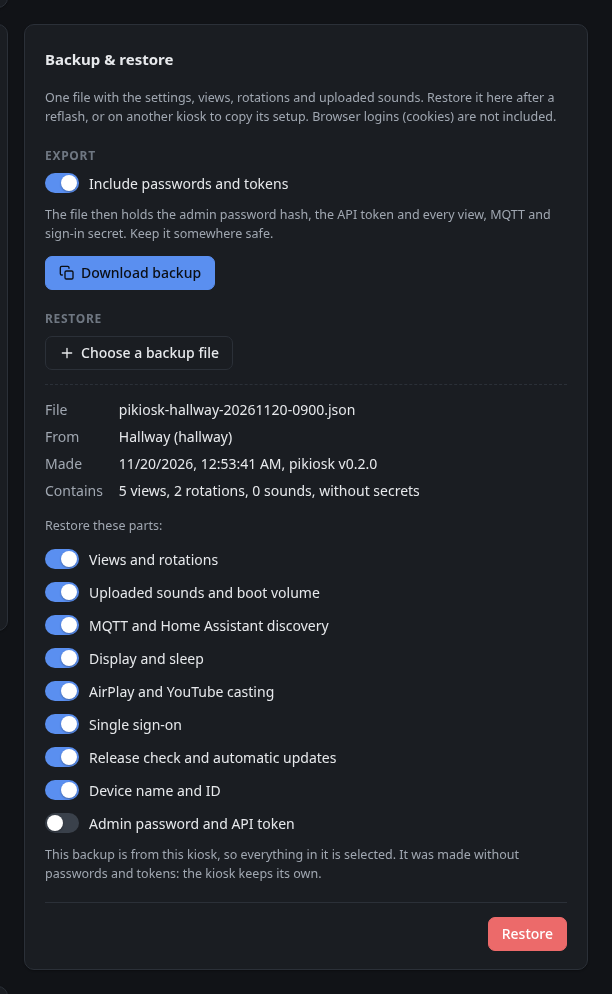 Backup & restore
One file with the settings, views, rotations and uploaded sounds. Restore it here after a
reflash, or on another kiosk to copy its setup. Browser logins (cookies) are not included.
EXPORT
Include passwords and tokens
The file then holds the admin password hash, the API token and every view, MQTT and
sign-in secret. Keep it somewhere safe.
Download backup
RESTORE
Choose a backup file
File pikiosk-hallway-20261120-0900.json
From Hallway (hallway)
Made 11/20/2026, 12:53:41 AM, pikiosk v0.2.0
Contains 5 views, 2 rotations, 0 sounds, without secrets
Restore these parts:
Views and rotations
Uploaded sounds and boot volume
MQTT and Home Assistant discovery
Display and sleep
AirPlay and YouTube casting
Single sign-on
Release check and automatic updates
Device name and ID
Admin password and API token
This backup is from this kiosk, so everything in it is selected. It was made without
passwords and tokens: the kiosk keeps its own.
Restore